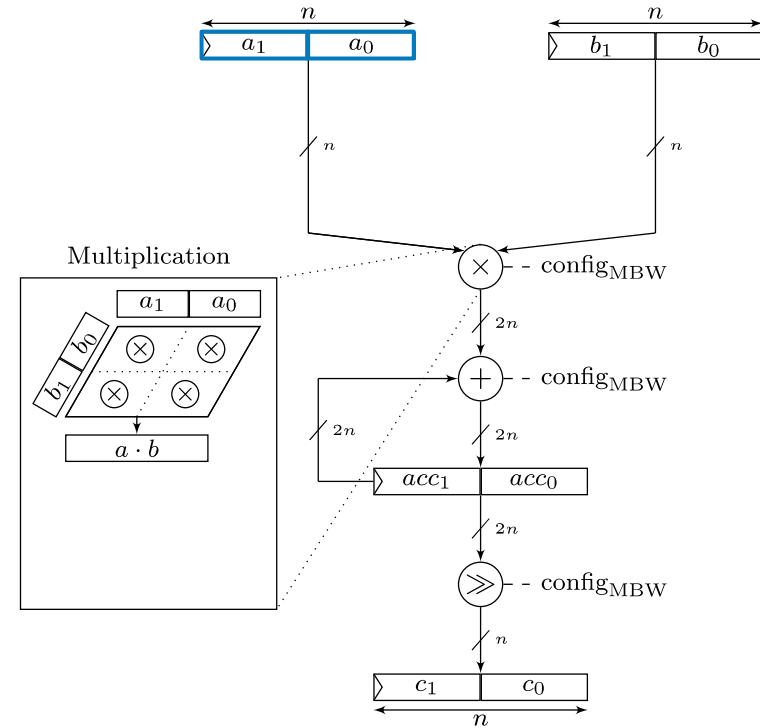 n n
a₁ a₀ b₁ b₀
n n
Multiplication
× config_MBW
a₁ a₀
2n
b₁ b₀ × ×
× ×
+ config_MBW
2n 2n
a · b
acc₁ acc₀
2n
≫ config_MBW
n
c₁ c₀
n